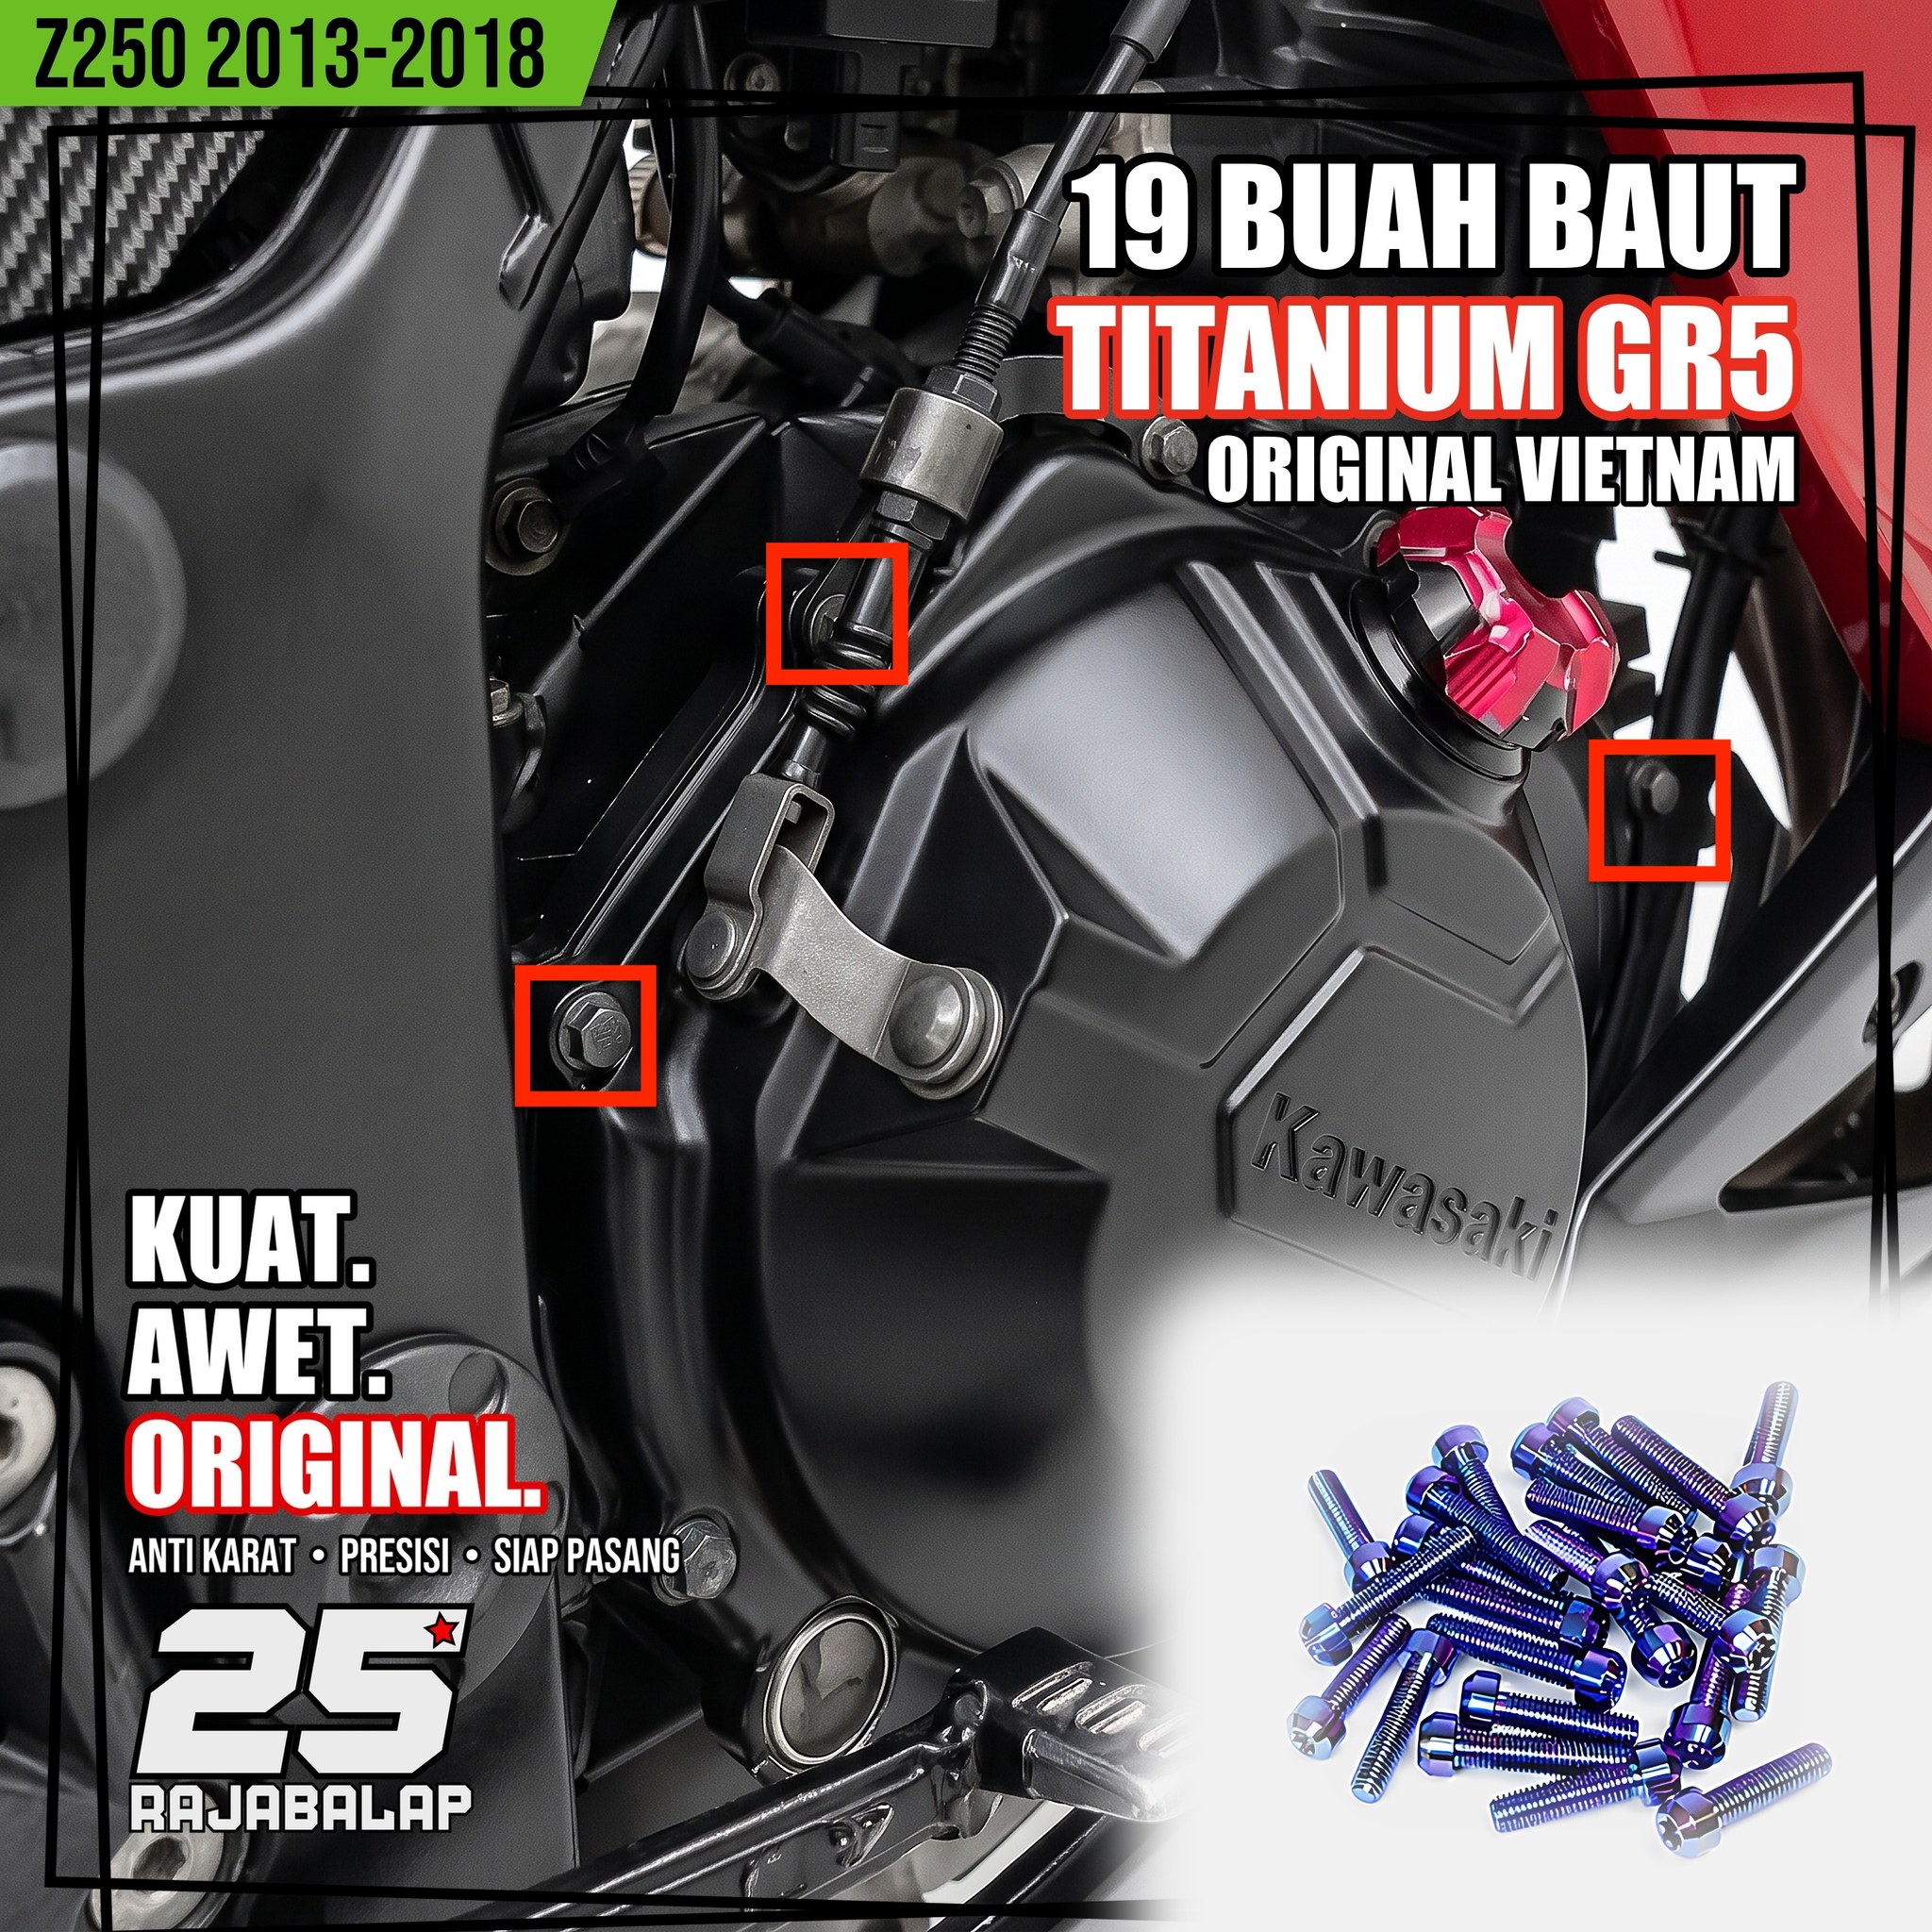 Z250 2013-2018
19 BUAH BAUT
TITANIUM GR5
ORIGINAL VIETNAM
Kawasaki
KUAT.
AWET.
ORIGINAL.
ANTI KARAT • PRESISI • SIAP PASANG
25
RAJABALAP